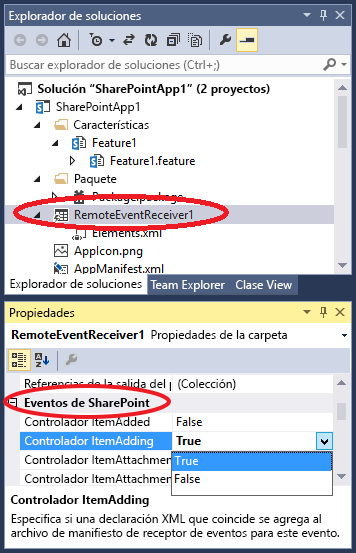 Explorador de soluciones
Buscar explorador de soluciones (Ctrl+;)
Solución "SharePointApp1" (2 proyectos)
SharePointApp1
Características
Feature1
Feature1.feature
Paquete
Package.package
RemoteEventReceiver1
Elements.xml
AppIcon.png
AppManifest.xml
Explorador de soluciones Team Explorer Clase View
Propiedades
RemoteEventReceiver1 Propiedades de la carpeta
Referencias de la salida del p (Colección)
Eventos de SharePoint
Controlador ItemAdded False
Controlador ItemAdding True
Controlador ItemAttachmen True
Controlador ItemAttachmen False
Controlador ItemAdding
Especifica si una declaración XML que coincide se agrega al
archivo de manifiesto de receptor de eventos para este evento.